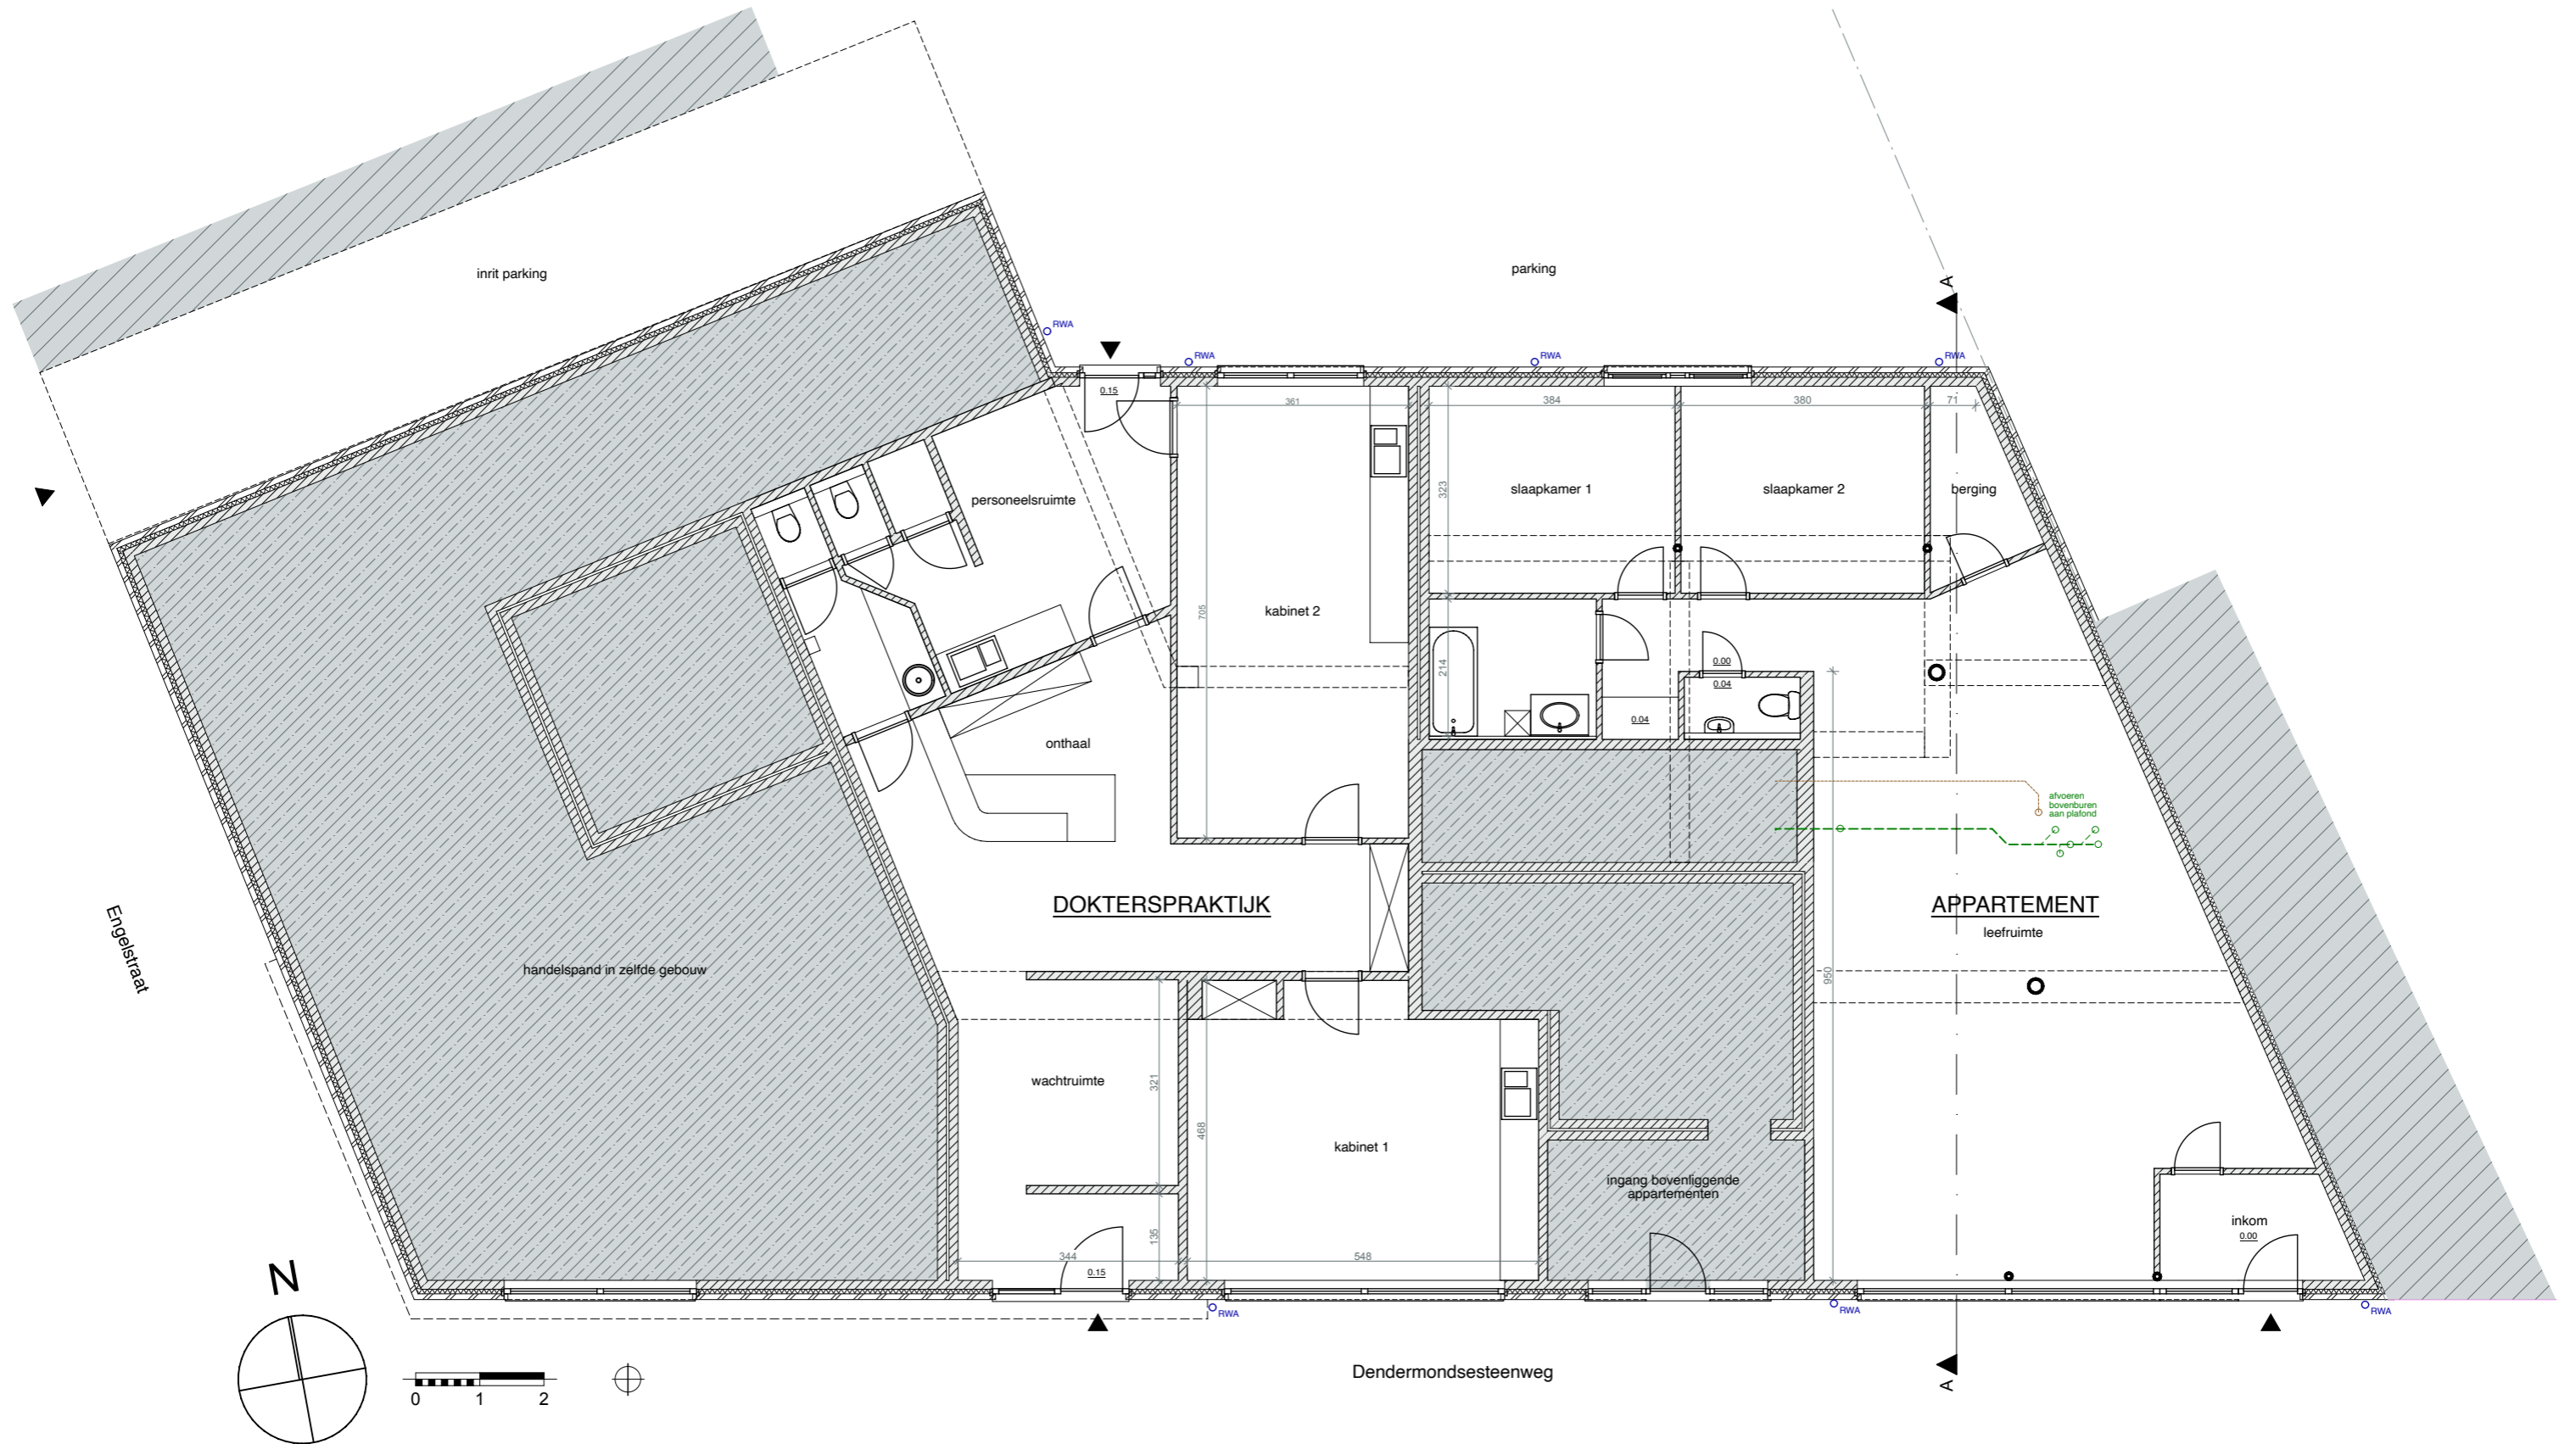 inrit parking
parking
A
RWA
RWA
RWA
RWA
0.15
361
384
380
71
personeelsruimte
323
slaapkamer 1
slaapkamer 2
berging
705
kabinet 2
214
0.00
0.04
0.04
onthaal
afvoeren
bovenburen
aan plafond
Engelstraat
DOKTERSPRAKTIJK
APPARTEMENT
leefruimte
handelspand in zelfde gebouw
950
wachtruimte
321
468
kabinet 1
ingang bovenliggende
appartementen
inkom
0.00
135
344
548
0.15
N
RWA
RWA
RWA
Dendermondsesteenweg
A
0 1 2